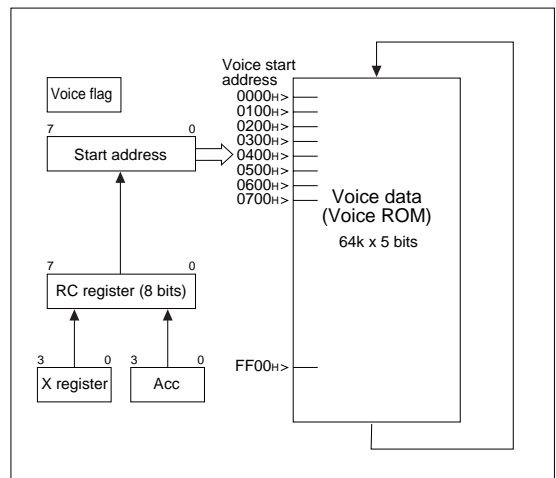 Voice flag
7 0
Start address
7 0
RC register (8 bits)
3 0
3 0
X register
Acc
Voice start
address
0000H>
0100H>
0200H>
0300H>
0400H>
0500H>
0600H>
0700H>
FF00H>
Voice data
(Voice ROM)
64k x 5 bits